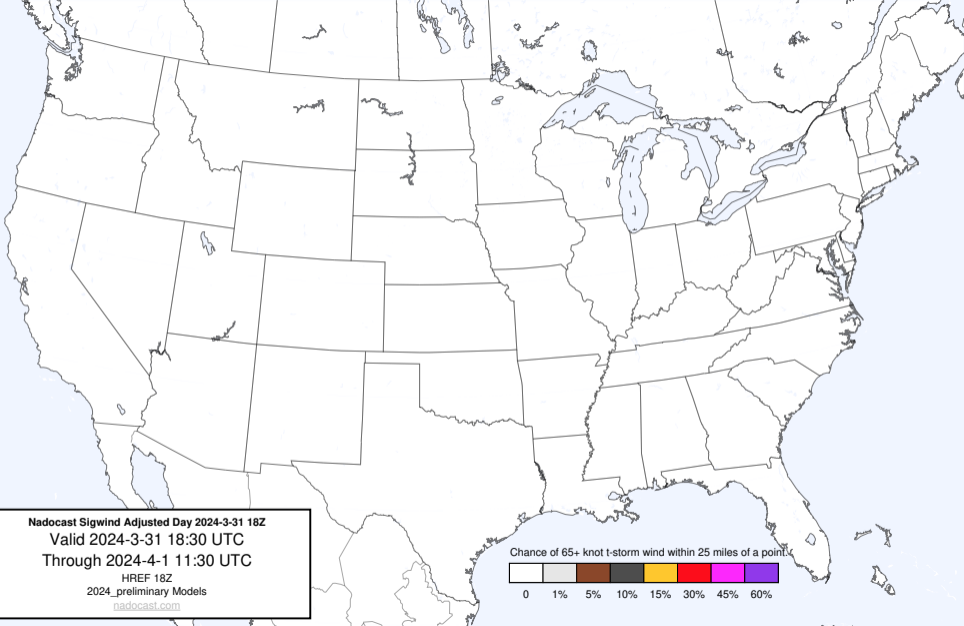 Nadocast Sigwind Adjusted Day 2024-3-31 18Z
Valid 2024-3-31 18:30 UTC
Through 2024-4-1 11:30 UTC
HREF 18Z
2024_preliminary Models
nadocast.com
Chance of 65+ knot t-storm wind within 25 miles of a point.
0 1% 5% 10% 15% 30% 45% 60%